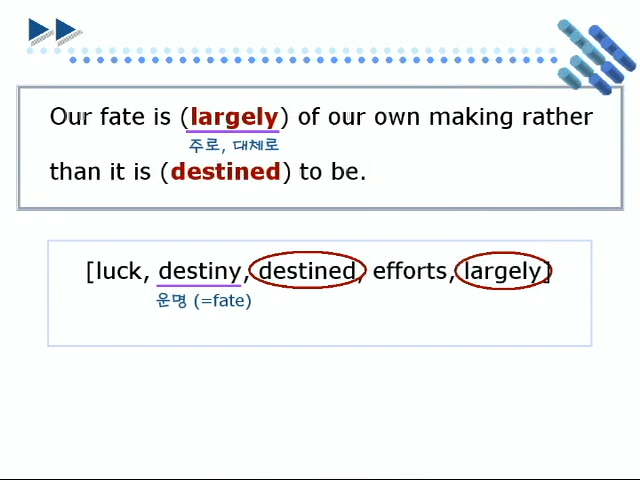 Our fate is (largely) of our own making rather
주로, 대체로
than it is (destined) to be.
[luck, destiny, destined, efforts, largely]
운명 (=fate)